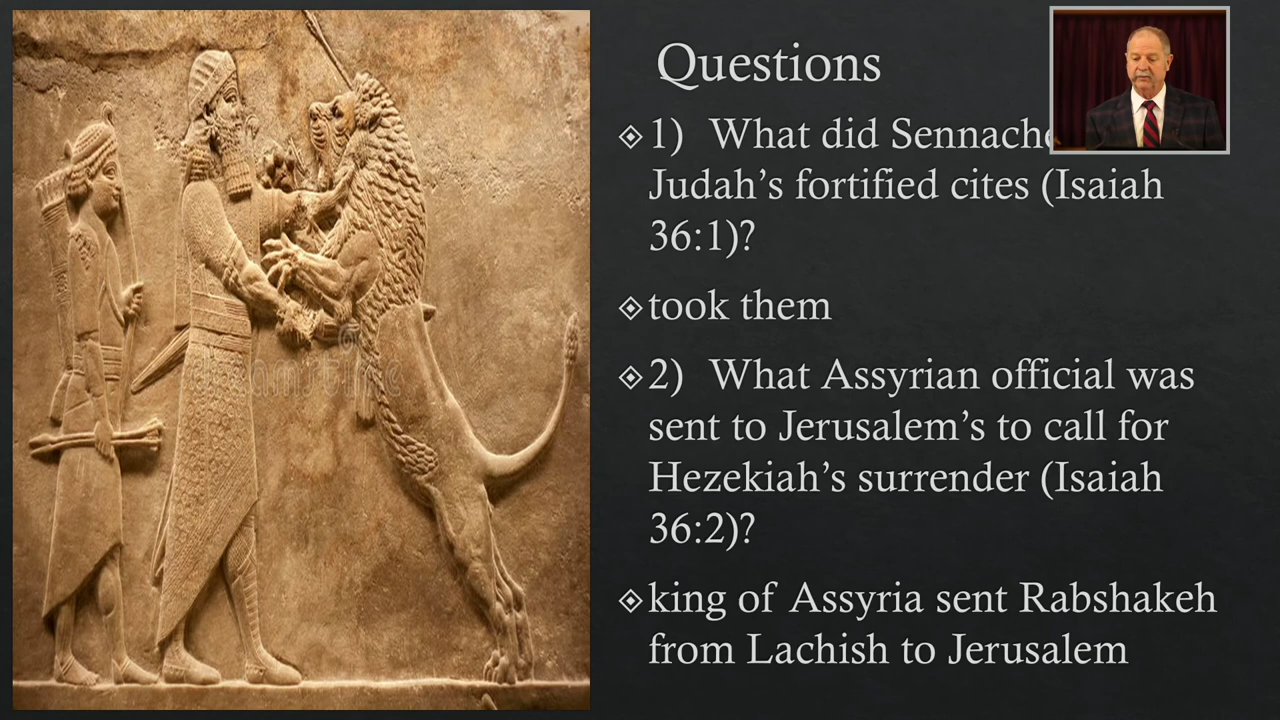 Questions
1) What did Sennache
Judah’s fortified cites (Isaiah
36:1)?
took them
2) What Assyrian official was
sent to Jerusalem’s to call for
Hezekiah’s surrender (Isaiah
36:2)?
king of Assyria sent Rabshakeh
from Lachish to Jerusalem